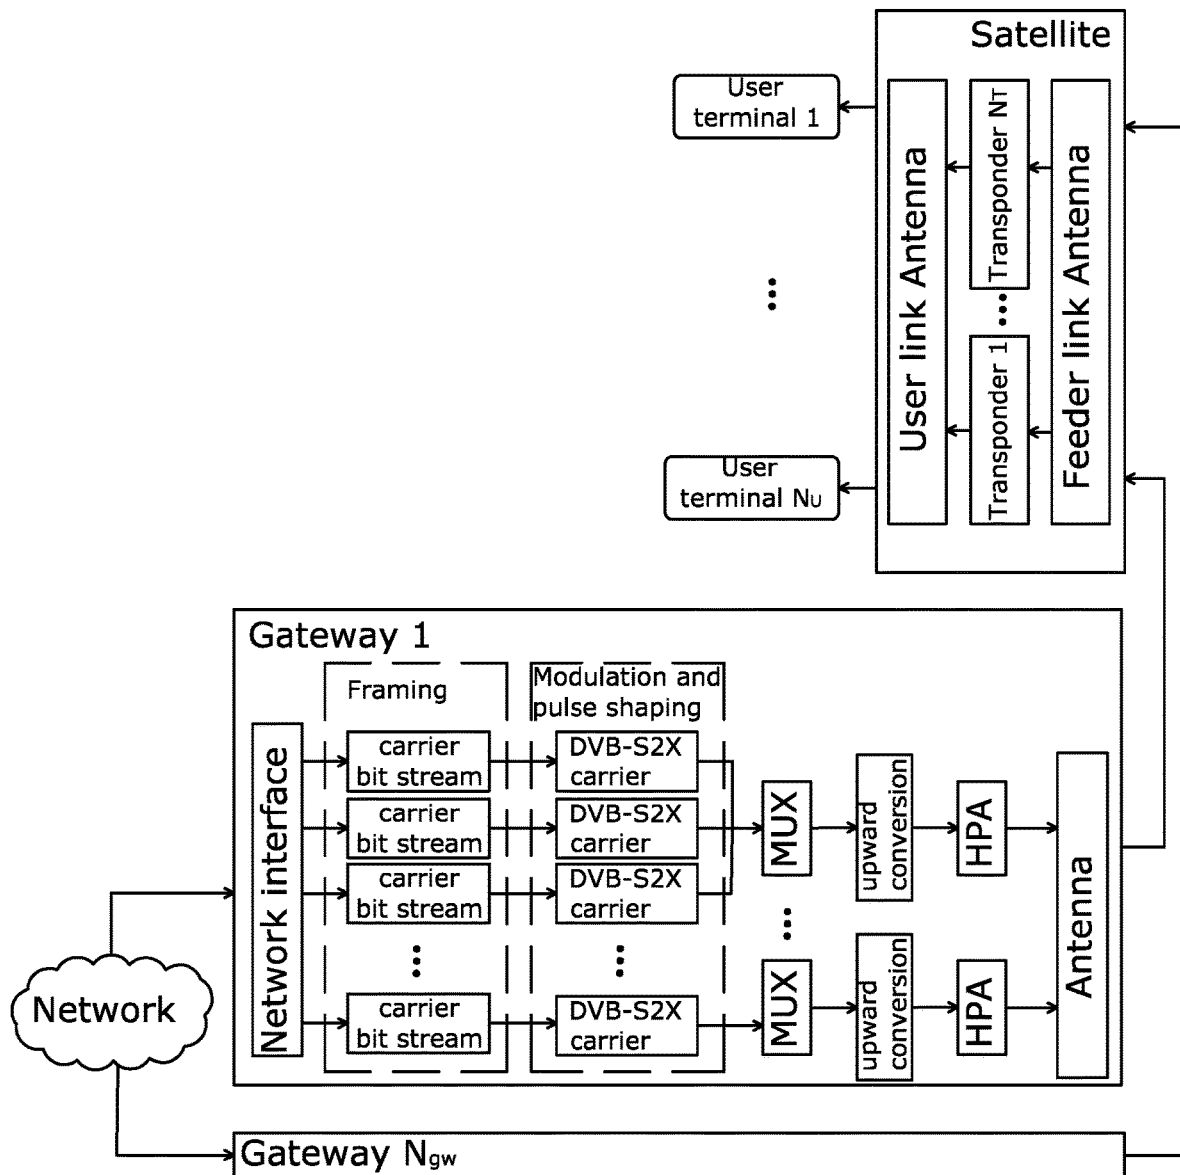 Satellite
User
terminal 1
...
User
terminal NU
User link Antenna
Transponder NT
...
Transponder 1
Feeder link Antenna
Gateway 1
Framing
Modulation and
pulse shaping
Network interface
carrier
bit stream
carrier
bit stream
carrier
bit stream
...
carrier
bit stream
DVB-S2X
carrier
DVB-S2X
carrier
DVB-S2X
carrier
...
DVB-S2X
carrier
MUX
...
MUX
upward
conversion
upward
conversion
HPA
HPA
Antenna
Network
Gateway Ngw